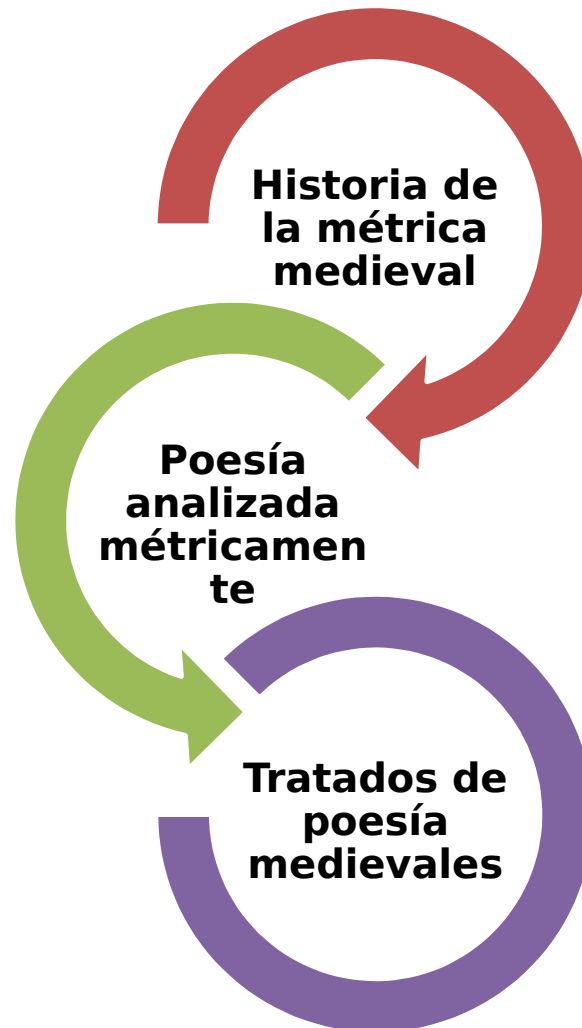 Historia de
la métrica
medieval
Poesía
analizada
métricamen
te
Tratados de
poesía
medievales